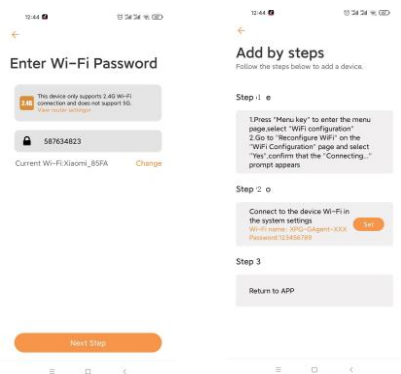 12:44
←
Enter Wi-Fi Password
2.4G
This device only supports 2.4G Wi-Fi
connection and does not support 5G.
View router settings>
587634823
Current Wi-Fi:Xiaomi_85FA Change
Next Step
12:44
←
Add by steps
Follow the steps below to add a device.
Step 1 e
1.Press "Menu key" to enter the menu
page,select "WiFi configuration"
2.Go to "Reconfigure WiFi" on the
"WiFi Configuration" page and select
"Yes",confirm that the "Connecting..."
prompt appears
Step 2 o
Connect to the device Wi-Fi in
the system settings
Wi-Fi name: XPG-GAgent-XXX
Password:123456789
Set
Step 3
Return to APP